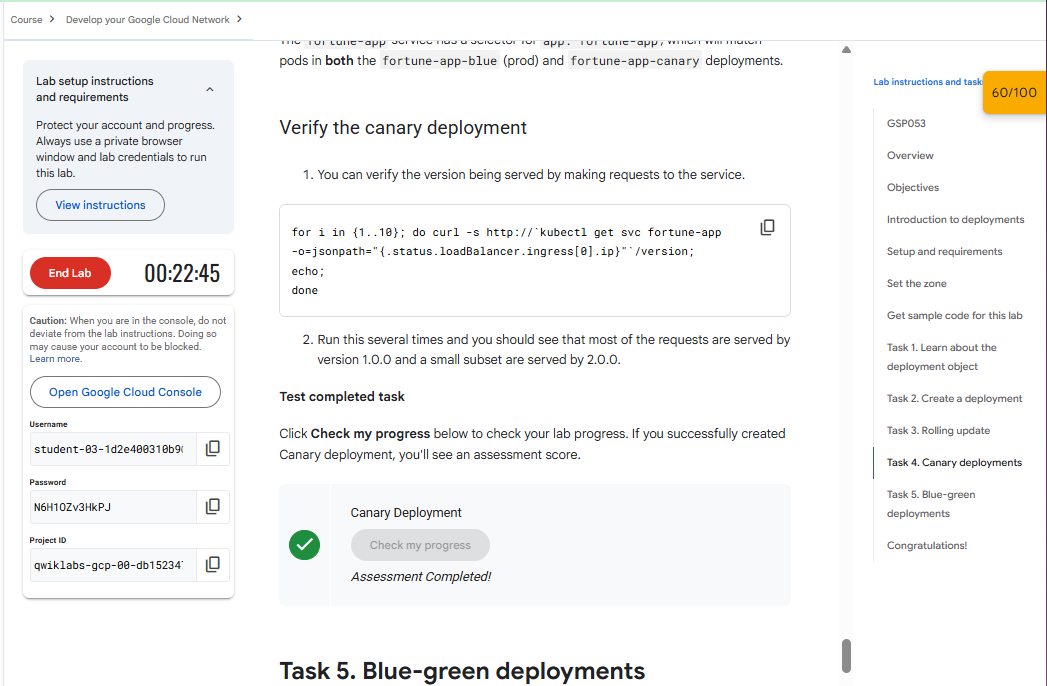 Course > Develop your Google Cloud Network >
Lab setup instructions
and requirements
Protect your account and progress.
Always use a private browser
window and lab credentials to run
this lab.
View instructions
End Lab
00:22:45
Caution: When you are in the console, do not
deviate from the lab instructions. Doing so
may cause your account to be blocked.
Learn more.
Open Google Cloud Console
Username
student-03-1d2e400310b9
Password
N6H1OZv3HkPJ
Project ID
qwiklabs-gcp-00-db15234
The fortune-app service has a selector for app: fortune-app, which will match
pods in both the fortune-app-blue (prod) and fortune-app-canary deployments.
Verify the canary deployment
1. You can verify the version being served by making requests to the service.
for i in {1..10}; do curl -s http://`kubectl get svc fortune-app
-o=jsonpath="{.status.loadBalancer.ingress[0].ip}"`/version;
echo;
done
2. Run this several times and you should see that most of the requests are served by
version 1.0.0 and a small subset are served by 2.0.0.
Test completed task
Click Check my progress below to check your lab progress. If you successfully created
Canary deployment, you'll see an assessment score.
Canary Deployment
Check my progress
Assessment Completed!
Task 5. Blue-green deployments
Lab instructions and task
60/100
GSP053
Overview
Objectives
Introduction to deployments
Setup and requirements
Set the zone
Get sample code for this lab
Task 1. Learn about the
deployment object
Task 2. Create a deployment
Task 3. Rolling update
Task 4. Canary deployments
Task 5. Blue-green
deployments
Congratulations!